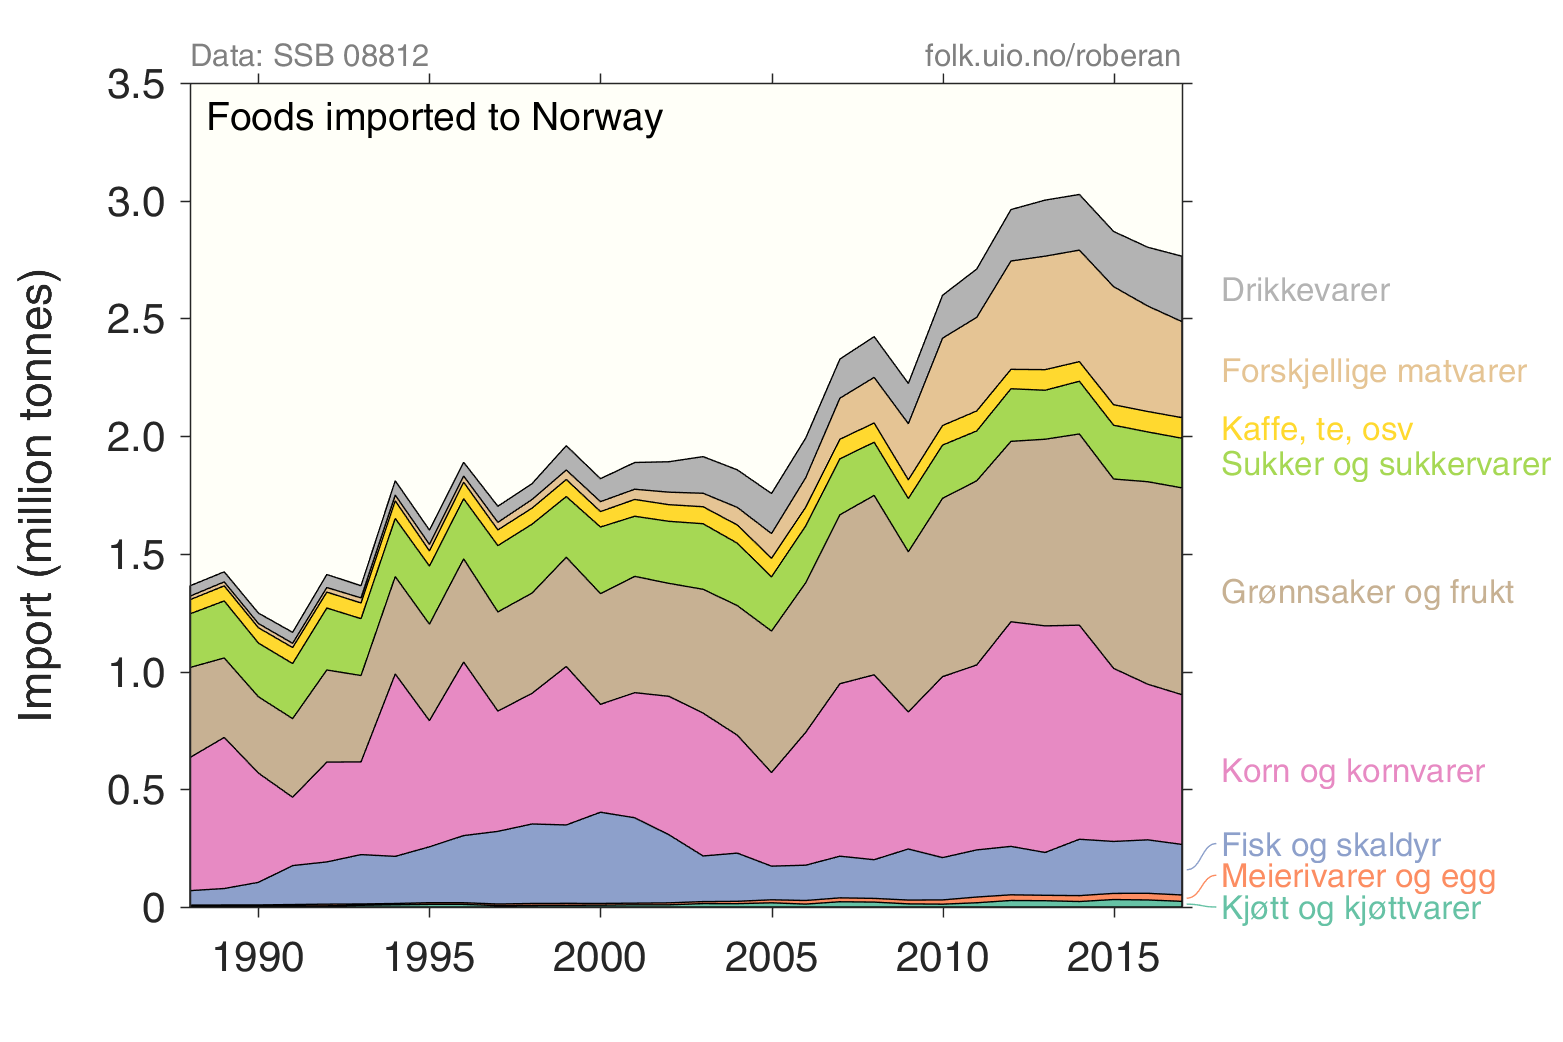 Data: SSB 08812
folk.uio.no/roberan
Foods imported to Norway
Import (million tonnes)
3.5
3.0
2.5
2.0
1.5
1.0
0.5
0
1990
1995
2000
2005
2010
2015
Drikkevarer
Forskjellige matvarer
Kaffe, te, osv
Sukker og sukkervarer
Grønnsaker og frukt
Korn og kornvarer
Fisk og skaldyr
Meierivarer og egg
Kjøtt og kjøttvarer